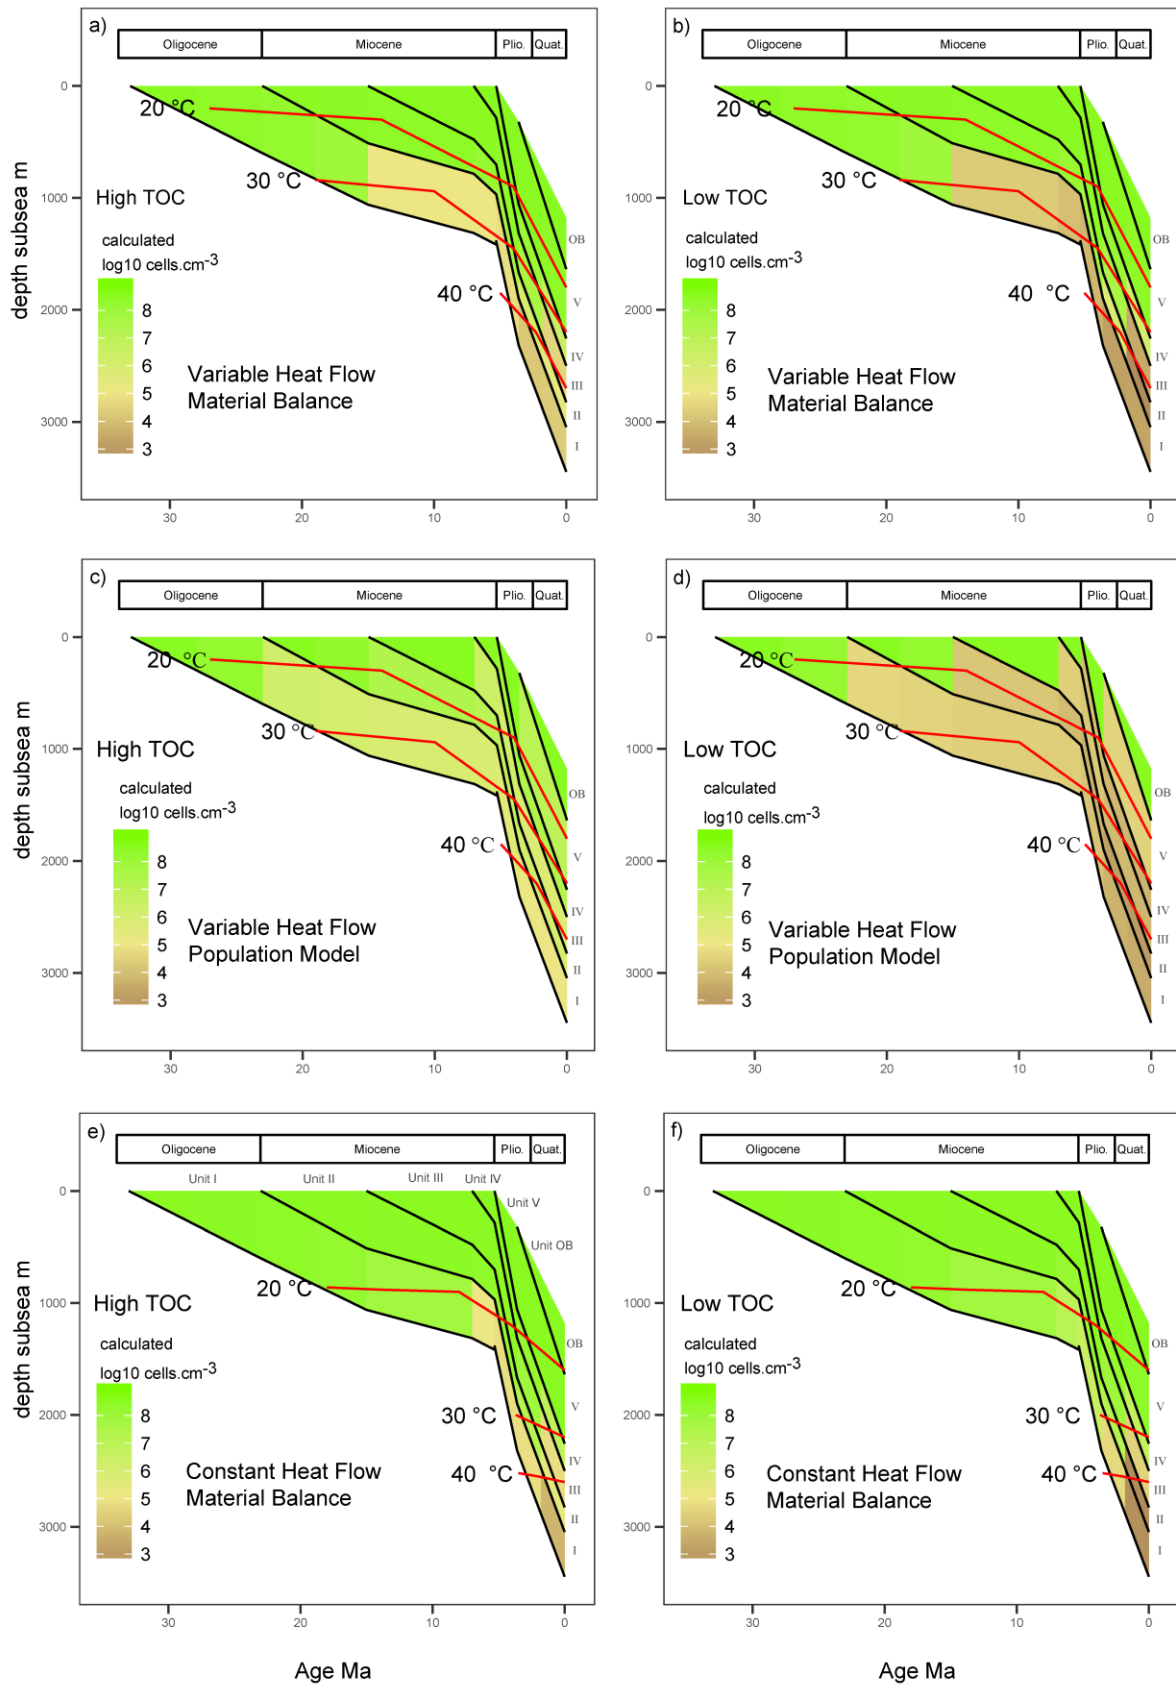 a)
Oligocene Miocene Plio. Quat.
0
20 °C
30 °C
1000
High TOC
calculated
log10 cells.cm-3
OB
40 °C
2000
V
8
7
IV
6
Variable Heat Flow
III
5
Material Balance
II
4
3000
3
I
30 20 10 0
depth subsea m
b)
Oligocene Miocene Plio. Quat.
20 °C
30 °C
Low TOC
calculated
log10 cells.cm-3
OB
40 °C
V
8
7
IV
6
Variable Heat Flow
III
5
Material Balance
II
4
3
I
30 20 10 0
c)
Oligocene Miocene Plio. Quat.
0
20 °C
30 °C
1000
High TOC
calculated
log10 cells.cm-3
OB
40 °C
2000
V
8
7
IV
6
Variable Heat Flow
III
5
Population Model
II
4
3000
3
I
30 20 10 0
depth subsea m
d)
Oligocene Miocene Plio. Quat.
20 °C
30 °C
Low TOC
calculated
log10 cells.cm-3
OB
40 °C
V
8
7
IV
6
Variable Heat Flow
III
5
Population Model
II
4
3
I
30 20 10 0
e)
Oligocene Miocene Plio. Quat.
Unit I Unit II Unit III Unit IV
0
Unit V
Unit OB
20 °C
1000
High TOC
calculated
log10 cells.cm-3
OB
2000
30 °C
V
8
7
IV
40 °C
6
Constant Heat Flow
III
5
Material Balance
II
4
3000
3
I
30 20 10 0
depth subsea m
Age Ma
f)
Oligocene Miocene Plio. Quat.
20 °C
Low TOC
calculated
log10 cells.cm-3
OB
30 °C
V
8
7
IV
40 °C
6
Constant Heat Flow
III
5
Material Balance
II
4
3
I
30 20 10 0
Age Ma